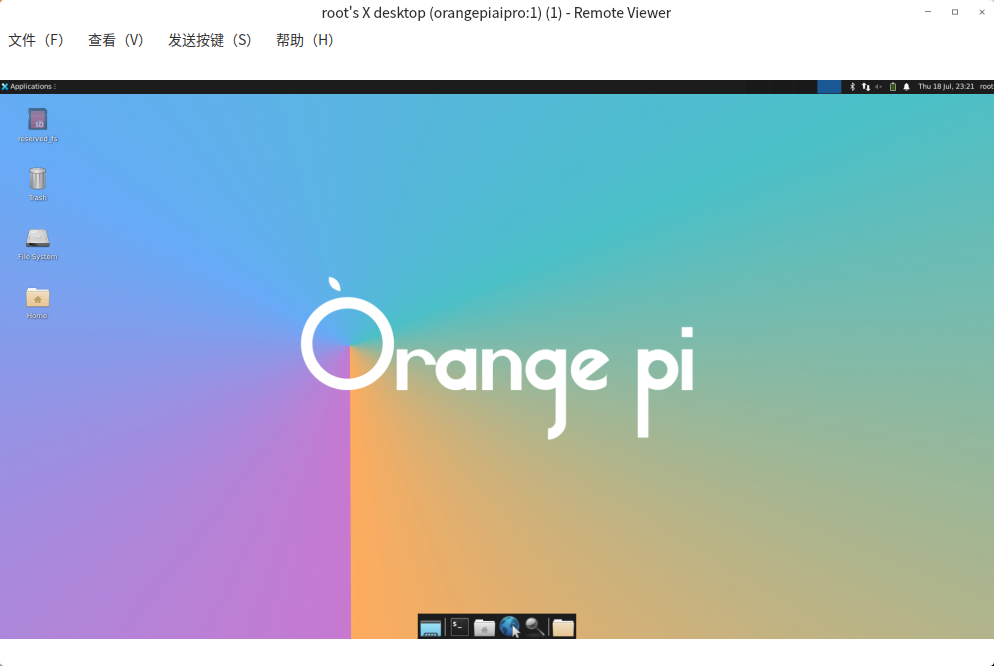 root's X desktop (orangepiaipro:1) (1) - Remote Viewer
文件（F） 查看（V） 发送按键（S） 帮助（H）
Applications Thu 18 Jul, 23:21 root
SD
reserved_fs
Trash
File System
Home
Orange pi
$_